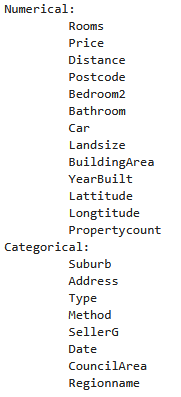 Numerical:
Rooms
Price
Distance
Postcode
Bedroom2
Bathroom
Car
Landsize
BuildingArea
YearBuilt
Lattitude
Longtitude
Propertycount
Categorical:
Suburb
Address
Type
Method
SellerG
Date
CouncilArea
Regionname